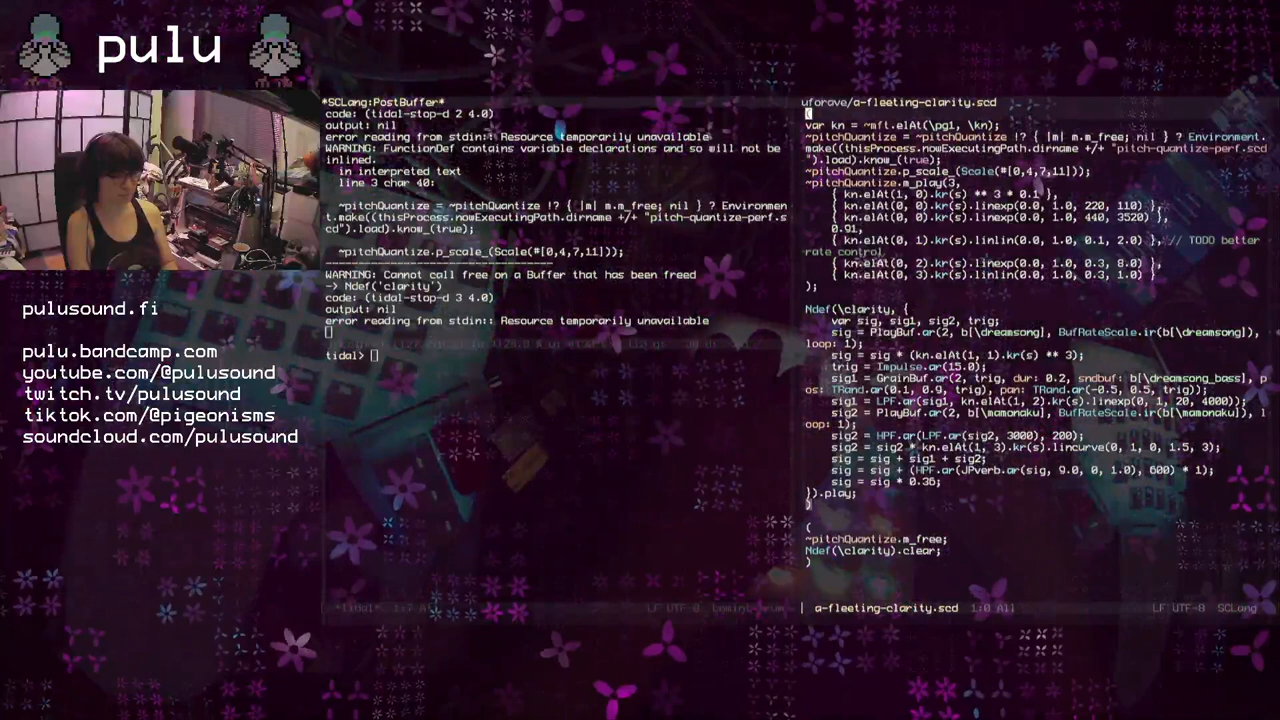 pulu
pulusound.fi
pulu.bandcamp.com
youtube.com/@pulusound
twitch.tv/pulusound
tiktok.com/@pigeonisms
soundcloud.com/pulusound
*SCLang:PostBuffer*
code: (tidal-stop-d 2 4.0)
output: nil
error reading from stdin:: Resource temporarily unavailable
WARNING: FunctionDef contains variable declarations and so will not be
inlined.
in interpreted text
line 3 char 40:
~pitchQuantize = ~pitchQuantize !? { |m| m.m_free; nil } ? Environmen
t.make((thisProcess.nowExecutingPath.dirname +/+ "pitch-quantize-perf.s
cd").load).know_(true);
~pitchQuantize.p_scale_(Scale(#[0,4,7,11]));
-----------------------------------
WARNING: Cannot call free on a Buffer that has been freed
-> Ndef('clarity')
code: (tidal-stop-d 3 4.0)
output: nil
error reading from stdin:: Resource temporarily unavailable
tidal>
*tidal* 1:7 All
LF UTF-8
uforave/a-fleeting-clarity.scd
(
var kn = ~mft.elAt(\pg1, \kn);
~pitchQuantize = ~pitchQuantize !? { |m| m.m_free; nil } ? Environment.
make((thisProcess.nowExecutingPath.dirname +/+ "pitch-quantize-perf.scd
").load).know_(true);
~pitchQuantize.p_scale_(Scale(#[0,4,7,11]));
~pitchQuantize.m_play(3,
{ kn.elAt(1, 0).kr(s) ** 3 * 0.1 },
{ kn.elAt(0, 0).kr(s).linexp(0.0, 1.0, 220, 110) },
{ kn.elAt(0, 0).kr(s).linexp(0.0, 1.0, 440, 3520) },
0.91,
{ kn.elAt(0, 1).kr(s).linlin(0.0, 1.0, 0.1, 2.0) }, // TODO better
rate control
{ kn.elAt(0, 2).kr(s).linexp(0.0, 1.0, 0.3, 8.0) },
{ kn.elAt(0, 3).kr(s).linlin(0.0, 1.0, 0.3, 1.0) }
);
Ndef(\clarity, {
var sig, sig1, sig2, trig;
sig = PlayBuf.ar(2, b[\dreamsong], BufRateScale.ir(b[\dreamsong]),
loop: 1);
sig = sig * (kn.elAt(1, 1).kr(s) ** 3);
trig = Impulse.ar(15.0);
sig1 = GrainBuf.ar(2, trig, dur: 0.2, sndbuf: b[\dreamsong_bass], p
os: TRand.ar(0.1, 0.9, trig), pan: TRand.ar(-0.5, 0.5, trig));
sig1 = LPF.ar(sig1, kn.elAt(1, 2).kr(s).linexp(0, 1, 20, 4000));
sig2 = PlayBuf.ar(2, b[\mamonaku], BufRateScale.ir(b[\mamonaku]), l
oop: 1);
sig2 = HPF.ar(LPF.ar(sig2, 3000), 200);
sig2 = sig2 * kn.elAt(1, 3).kr(s).lincurve(0, 1, 0, 1.5, 3);
sig = sig + sig1 + sig2;
sig = sig + (HPF.ar(JPverb.ar(sig, 9.0, 0, 1.0), 600) * 1);
sig = sig * 0.36;
}).play;
)
(
~pitchQuantize.m_free;
Ndef(\clarity).clear;
)
a-fleeting-clarity.scd 1:0 All
LF UTF-8 SCLang